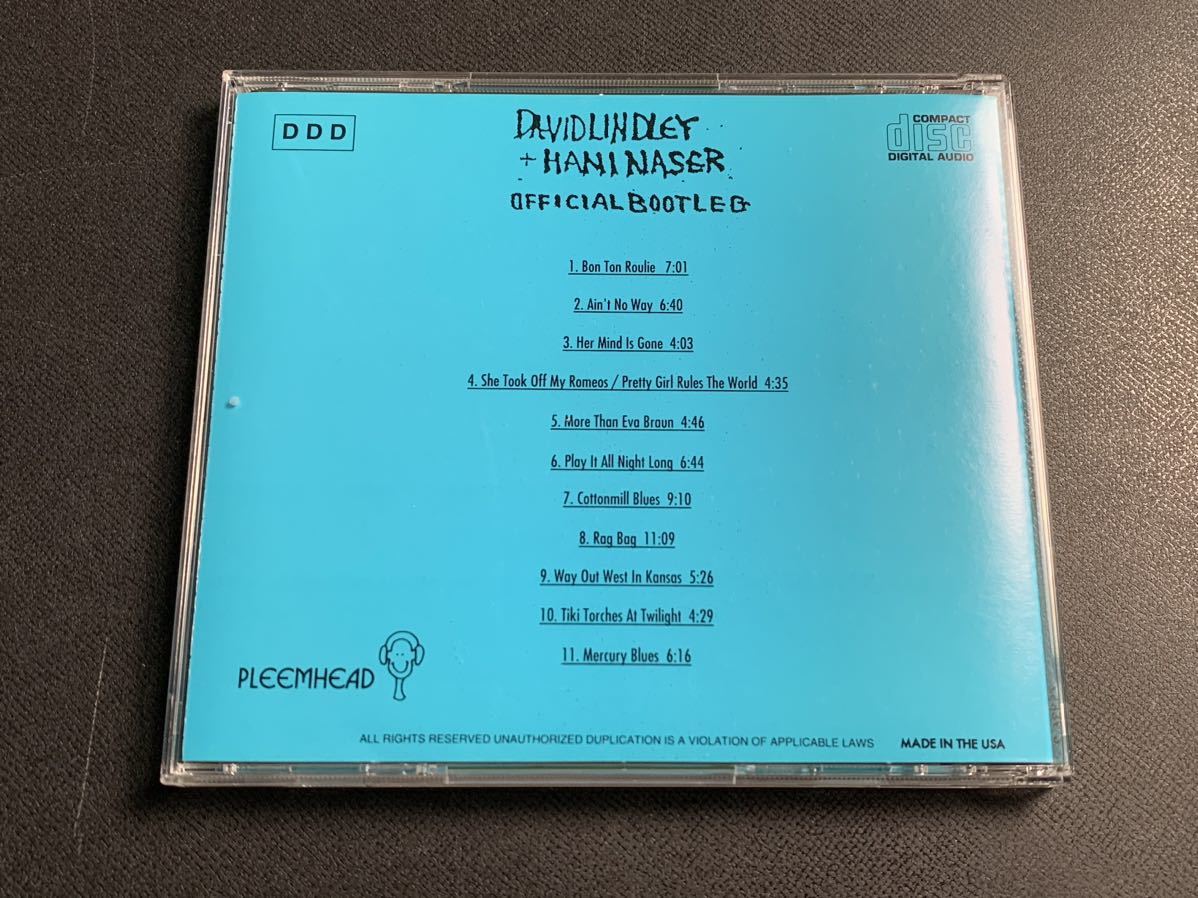 DDD
DAVID LINDLEY
+ HANI NASER
OFFICIAL BOOTLEG
COMPACT
disc
DIGITAL AUDIO
1. Bon Ton Roulie 7:01
2. Ain't No Way 6:40
3. Her Mind Is Gone 4:03
4. She Took Off My Romeos / Pretty Girl Rules The World 4:35
5. More Than Eva Braun 4:46
6. Play It All Night Long 6:44
7. Cottonmill Blues 9:10
8. Rag Bag 11:09
9. Way Out West In Kansas 5:26
10. Tiki Torches At Twilight 4:29
11. Mercury Blues 6:16
PLEEMHEAD
ALL RIGHTS RESERVED UNAUTHORIZED DUPLICATION IS A VIOLATION OF APPLICABLE LAWS MADE IN THE USA